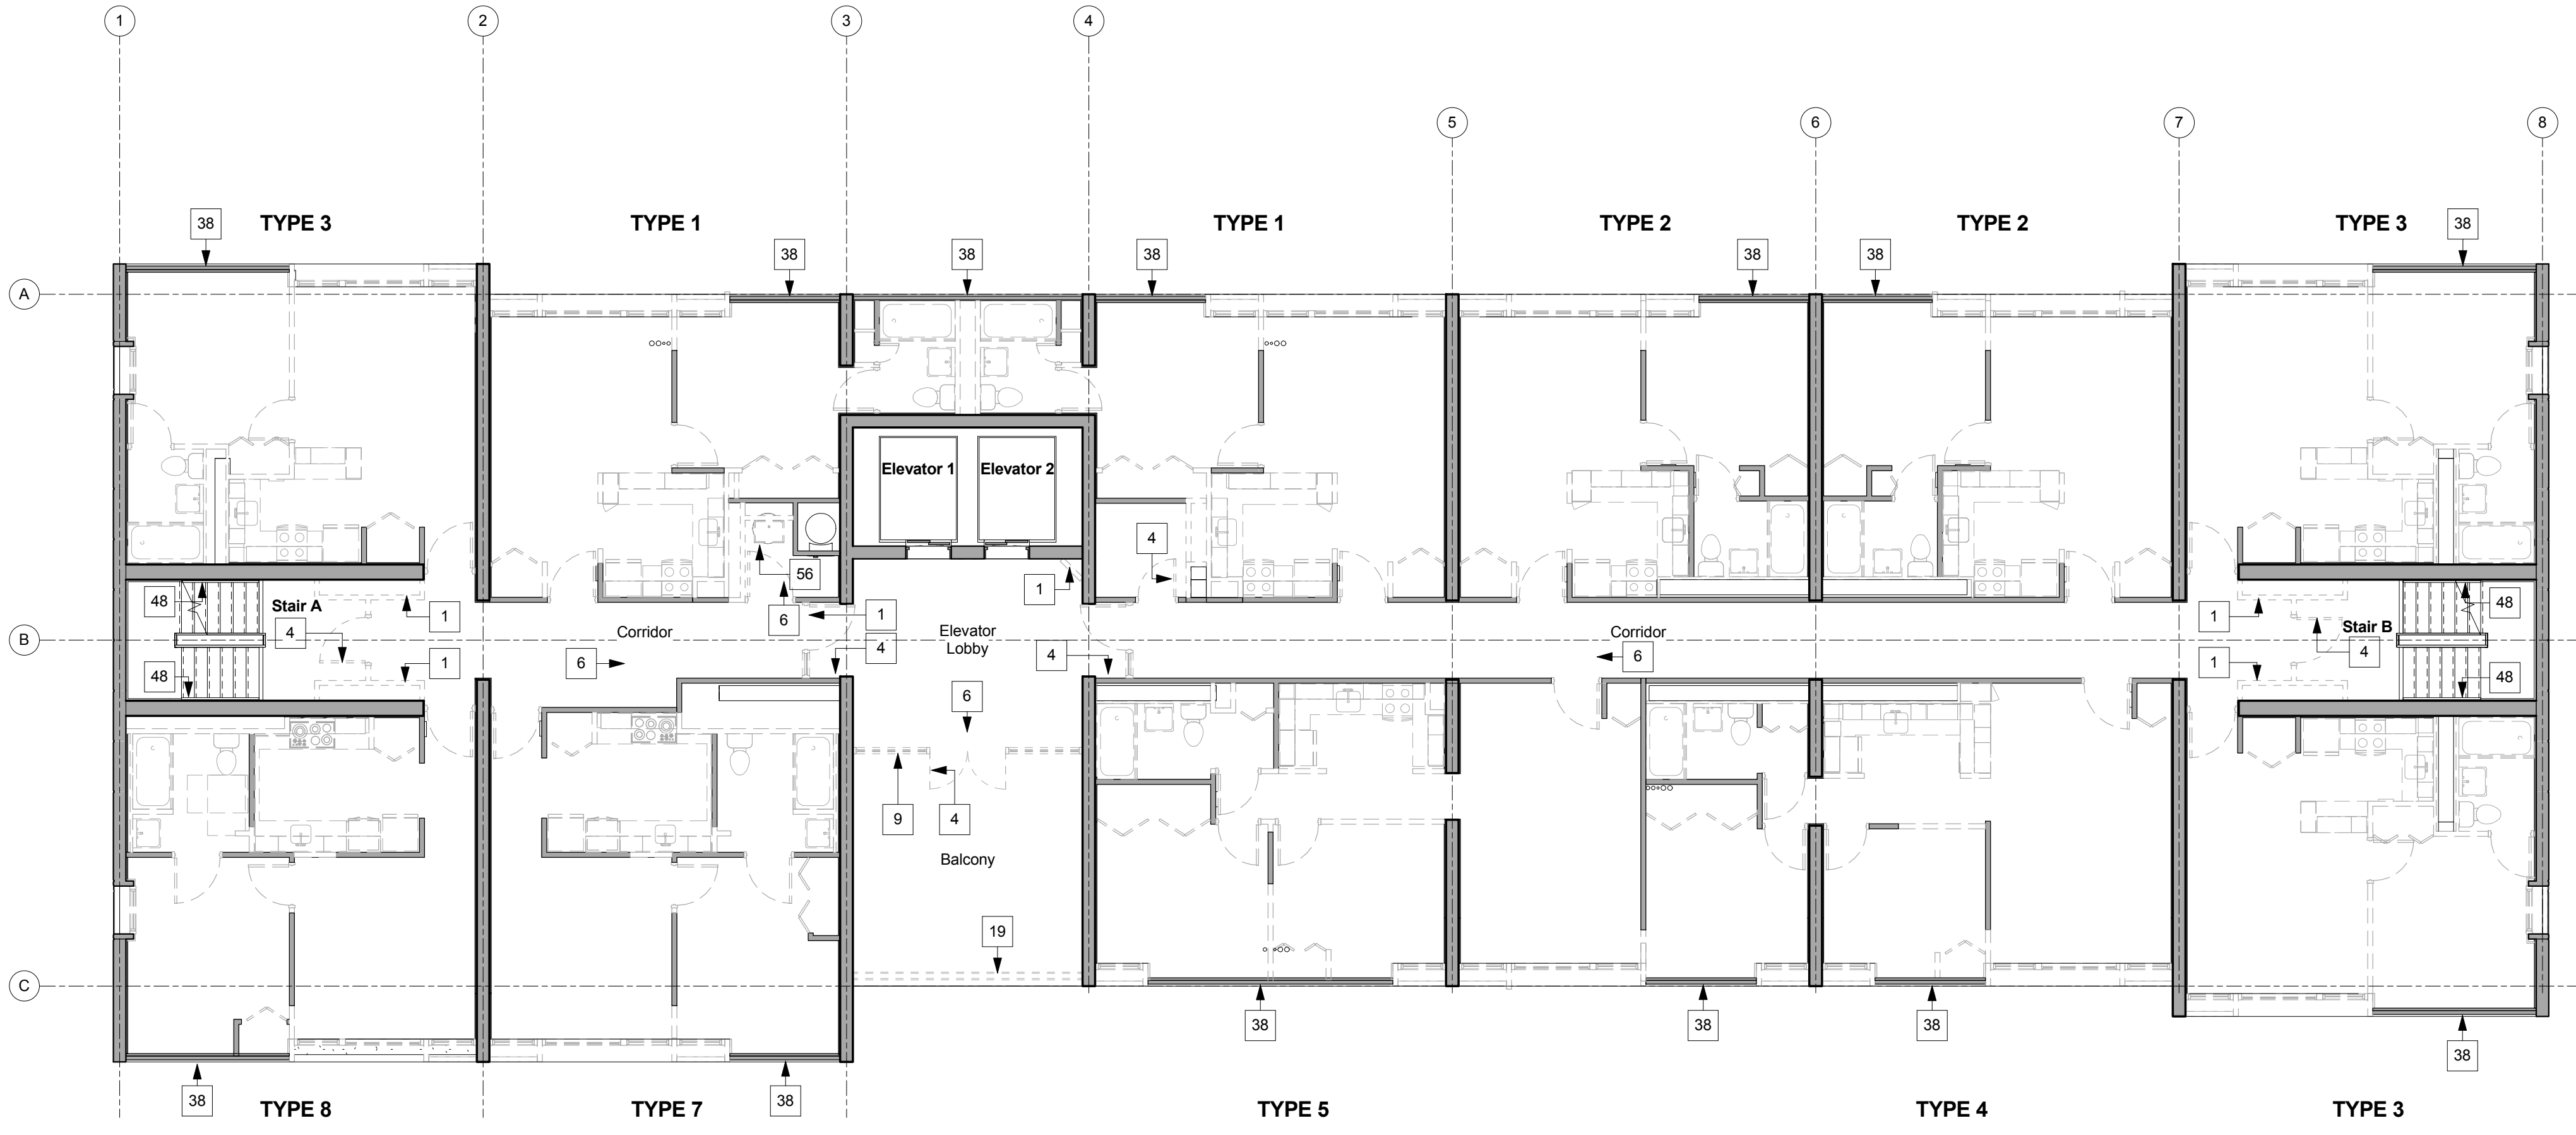 1
2
3
4
5
6
7
8
38
TYPE 3
TYPE 1
TYPE 1
TYPE 2
TYPE 2
TYPE 3
38
38
38
38
38
38
A
Elevator 1
Elevator 2
4
56
1
48
Stair A
1
6
1
1
48
B
4
Corridor
Elevator
Lobby
4
4
Corridor
Stair B
4
6
6
48
1
1
48
6
9
4
Balcony
19
C
38
38
38
38
38
38
TYPE 8
TYPE 7
TYPE 5
TYPE 4
TYPE 3